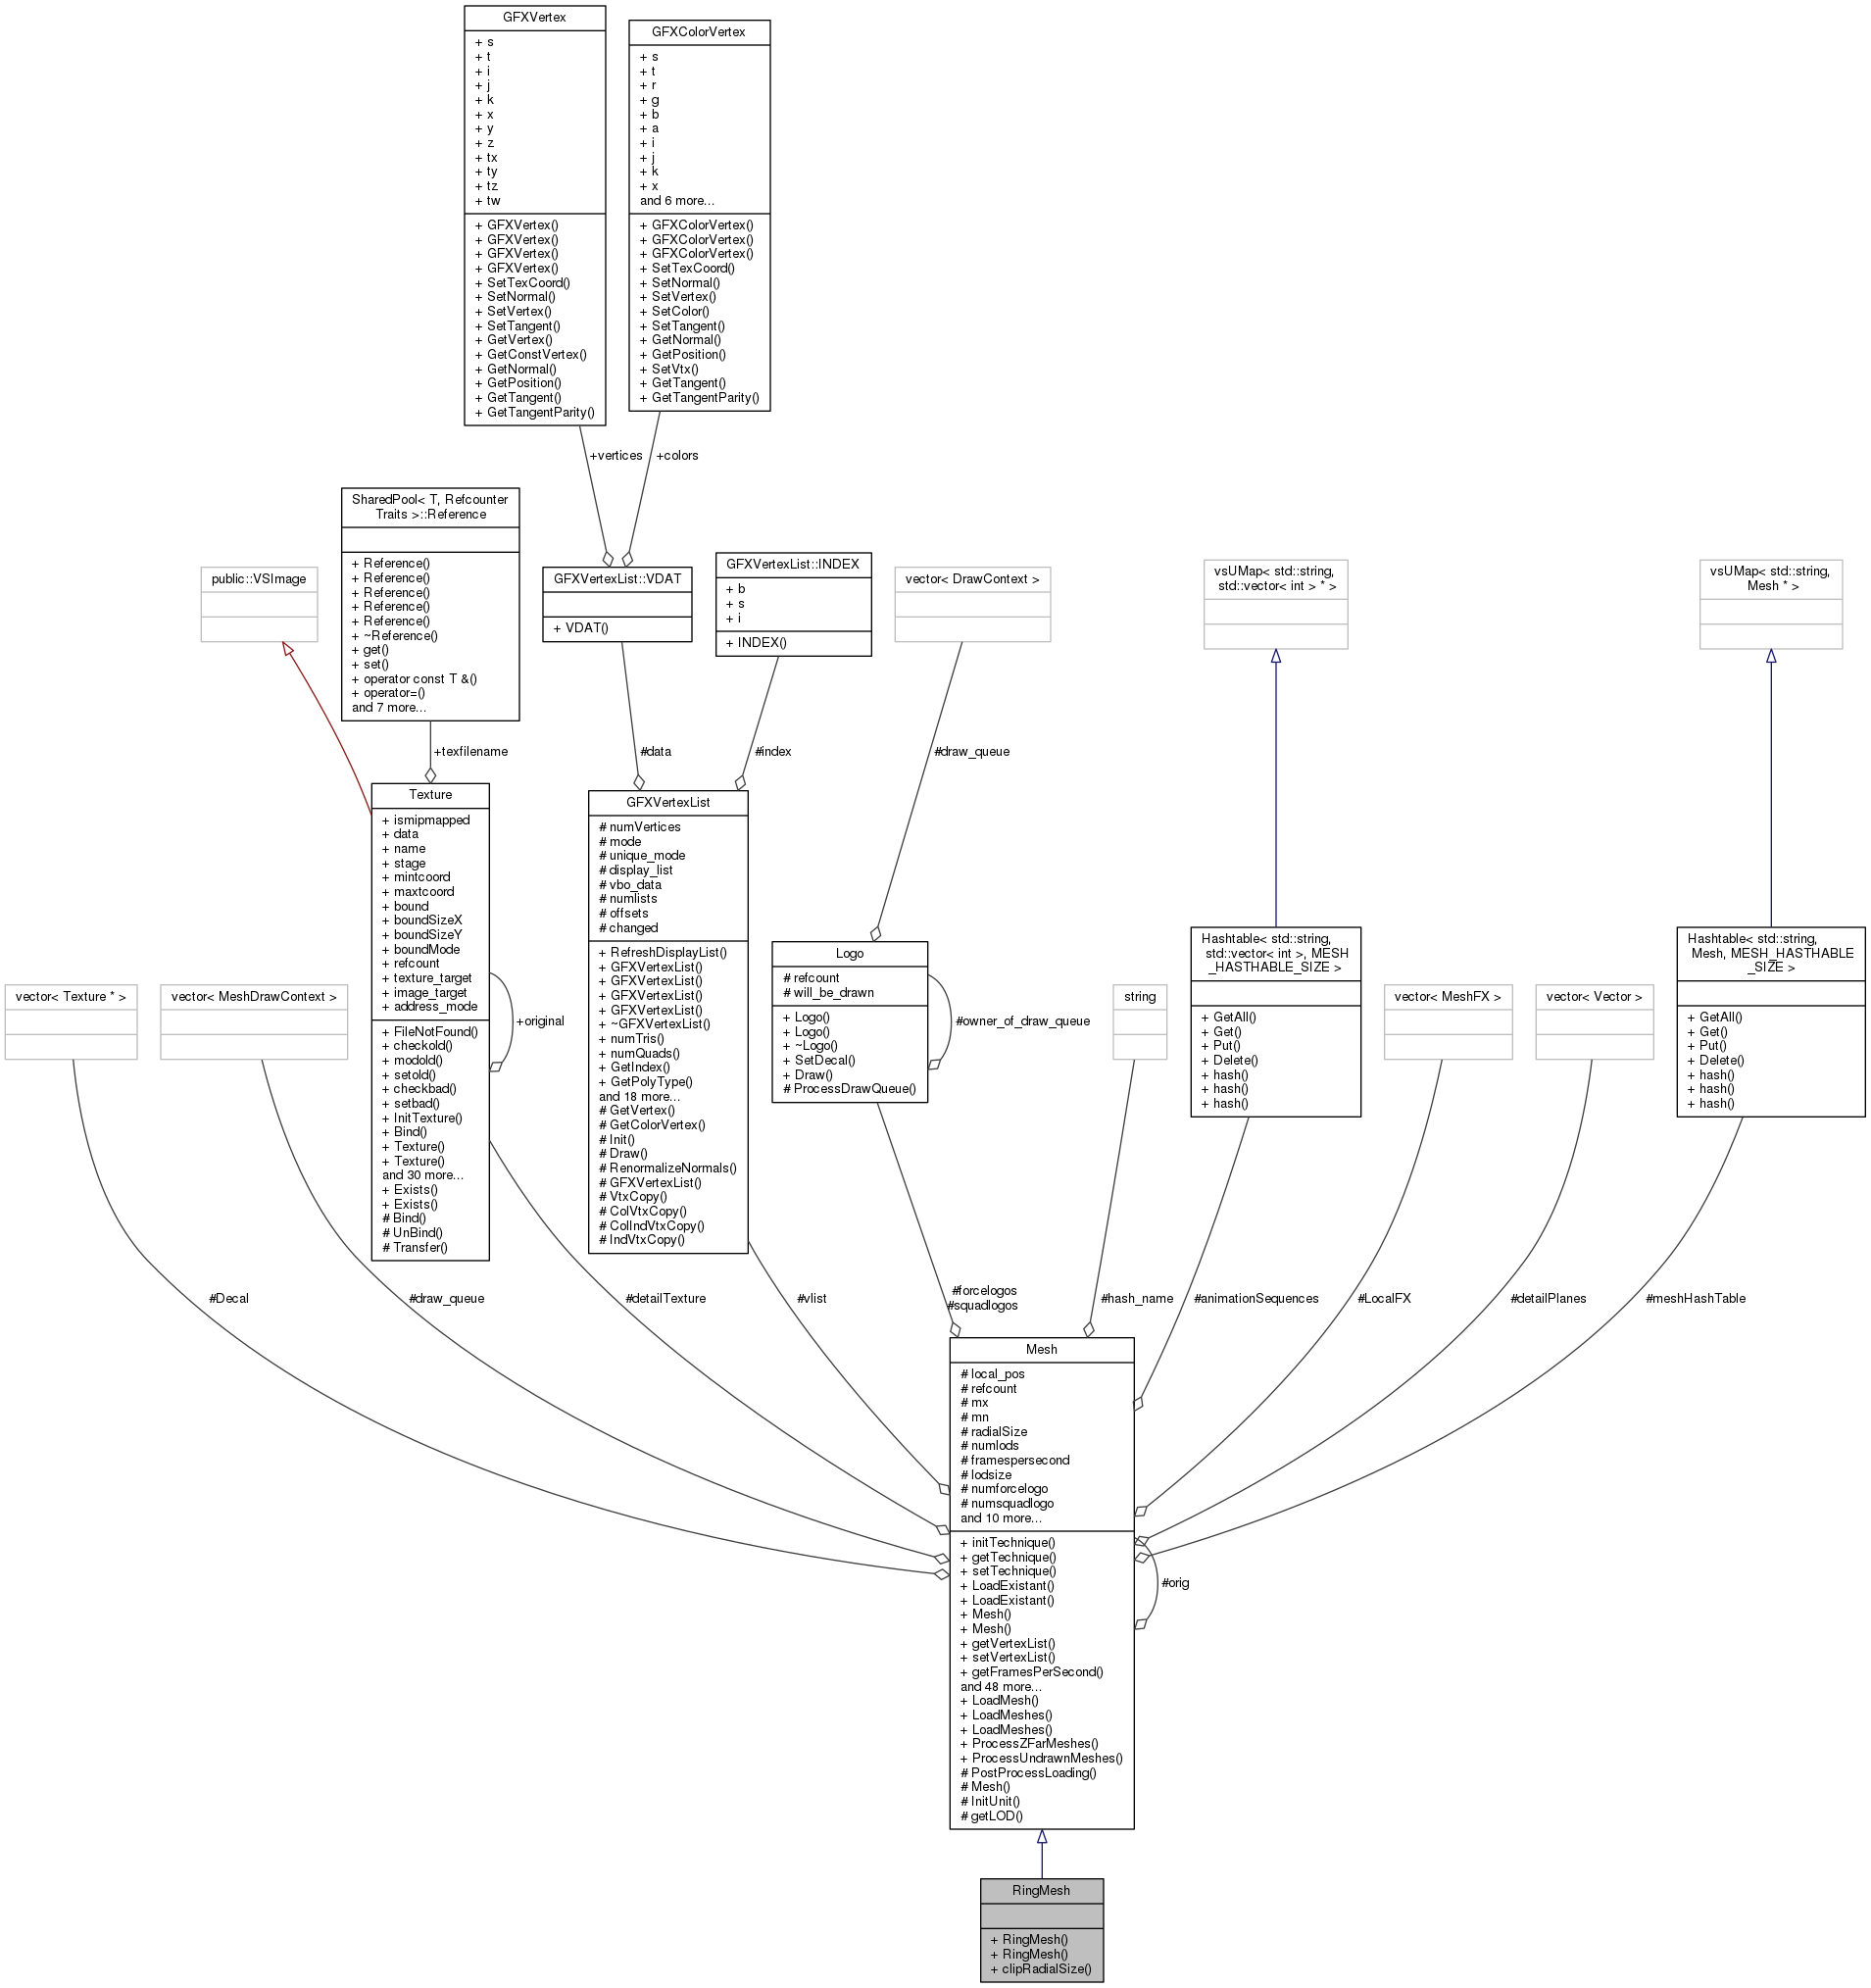 GFXVertex
+ s
+ t
+ i
+ j
+ k
+ x
+ y
+ z
+ tx
+ ty
+ tz
+ tw
+ GFXVertex()
+ GFXVertex()
+ GFXVertex()
+ GFXVertex()
+ SetTexCoord()
+ SetNormal()
+ SetVertex()
+ SetTangent()
+ GetVertex()
+ GetConstVertex()
+ GetNormal()
+ GetPosition()
+ GetTangent()
+ GetTangentParity()
GFXColorVertex
+ s
+ t
+ r
+ g
+ b
+ a
+ i
+ j
+ k
+ x
and 6 more...
+ GFXColorVertex()
+ GFXColorVertex()
+ GFXColorVertex()
+ SetTexCoord()
+ SetNormal()
+ SetVertex()
+ SetColor()
+ SetTangent()
+ GetNormal()
+ GetPosition()
+ SetVtx()
+ GetTangent()
+ GetTangentParity()
+vertices
+colors
SharedPool< T, Refcounter
Traits >::Reference
+ Reference()
+ Reference()
+ Reference()
+ Reference()
+ Reference()
+ ~Reference()
+ get()
+ set()
+ operator const T &()
+ operator=()
and 7 more...
public::VSImage
GFXVertexList::VDAT
+ VDAT()
GFXVertexList::INDEX
+ b
+ s
+ i
+ INDEX()
vector< DrawContext >
vsUMap< std::string,
std::vector< int > * >
vsUMap< std::string,
Mesh * >
+texfilename
#data
#index
#draw_queue
Texture
+ ismipmapped
+ data
+ name
+ stage
+ mintcoord
+ maxtcoord
+ bound
+ boundSizeX
+ boundSizeY
+ boundMode
+ refcount
+ texture_target
+ image_target
+ address_mode
+ FileNotFound()
+ checkold()
+ modold()
+ setold()
+ checkbad()
+ setbad()
+ InitTexture()
+ Bind()
+ Texture()
+ Texture()
and 30 more...
+ Exists()
+ Exists()
# Bind()
# UnBind()
# Transfer()
+original
GFXVertexList
# numVertices
# mode
# unique_mode
# display_list
# vbo_data
# numlists
# offsets
# changed
+ RefreshDisplayList()
+ GFXVertexList()
+ GFXVertexList()
+ GFXVertexList()
+ GFXVertexList()
+ ~GFXVertexList()
+ numTris()
+ numQuads()
+ GetIndex()
+ GetPolyType()
and 18 more...
# GetVertex()
# GetColorVertex()
# Init()
# Draw()
# RenormalizeNormals()
# GFXVertexList()
# VtxCopy()
# ColVtxCopy()
# ColIndVtxCopy()
# IndVtxCopy()
Logo
# refcount
# will_be_drawn
+ Logo()
+ Logo()
+ ~Logo()
+ SetDecal()
+ Draw()
# ProcessDrawQueue()
#owner_of_draw_queue
vector< Texture * >
vector< MeshDrawContext >
string
Hashtable< std::string,
std::vector< int >, MESH
_HASTHABLE_SIZE >
+ GetAll()
+ Get()
+ Put()
+ Delete()
+ hash()
+ hash()
+ hash()
vector< MeshFX >
vector< Vector >
Hashtable< std::string,
Mesh, MESH_HASTHABLE
_SIZE >
+ GetAll()
+ Get()
+ Put()
+ Delete()
+ hash()
+ hash()
+ hash()
#Decal
#draw_queue
#detailTexture
#vlist
#forcelogos
#squadlogos
#hash_name
#animationSequences
#LocalFX
#detailPlanes
#meshHashTable
Mesh
# local_pos
# refcount
# mx
# mn
# radialSize
# numlods
# framespersecond
# lodsize
# numforcelogo
# numsquadlogo
and 10 more...
+ initTechnique()
+ getTechnique()
+ setTechnique()
+ LoadExistant()
+ LoadExistant()
+ Mesh()
+ Mesh()
+ getVertexList()
+ setVertexList()
+ getFramesPerSecond()
and 48 more...
+ LoadMesh()
+ LoadMeshes()
+ LoadMeshes()
+ ProcessZFarMeshes()
+ ProcessUndrawnMeshes()
# PostProcessLoading()
# Mesh()
# InitUnit()
# getLOD()
#orig
RingMesh
+ RingMesh()
+ RingMesh()
+ clipRadialSize()